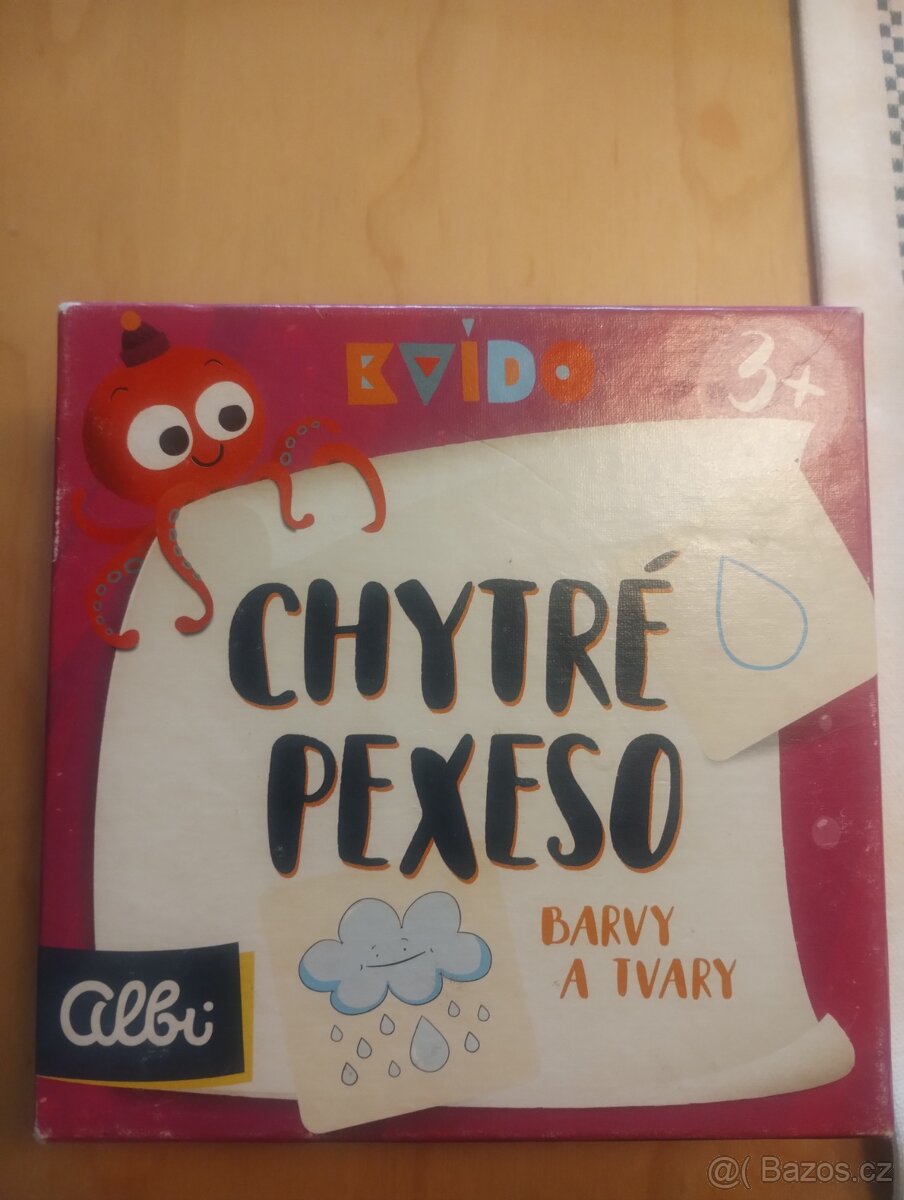 KVÍDO
3+
CHYTRÉ
PEXESO
BARVY
A TVARY
albi
@( Bazos.cz